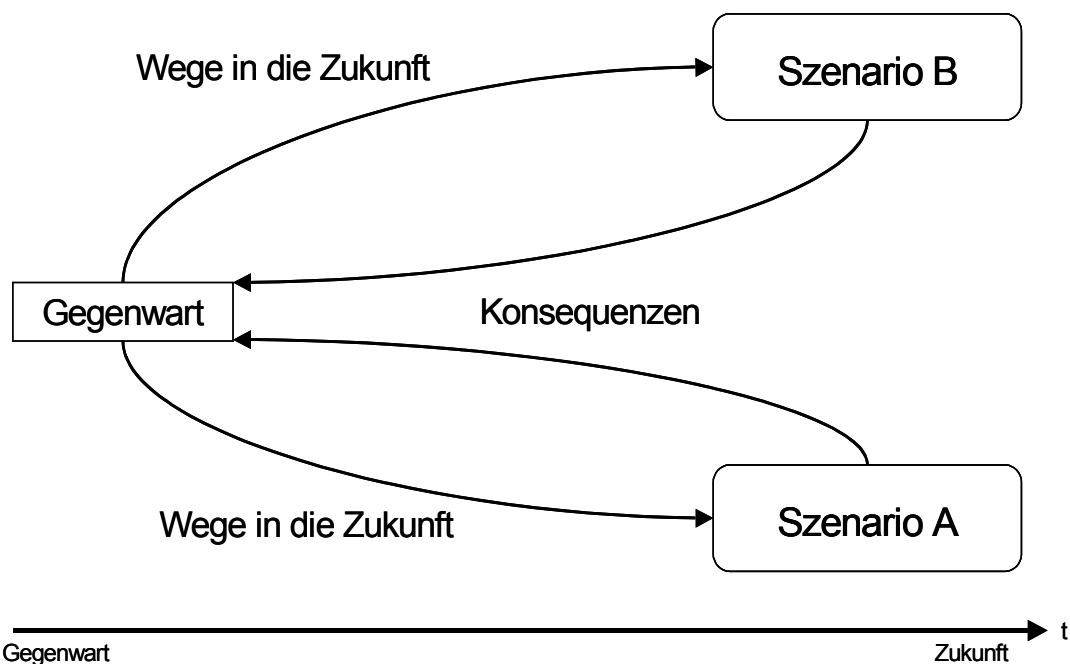 Wege in die Zukunft
Szenario B
Gegenwart
Konsequenzen
Wege in die Zukunft
Szenario A
t
Gegenwart
Zukunft